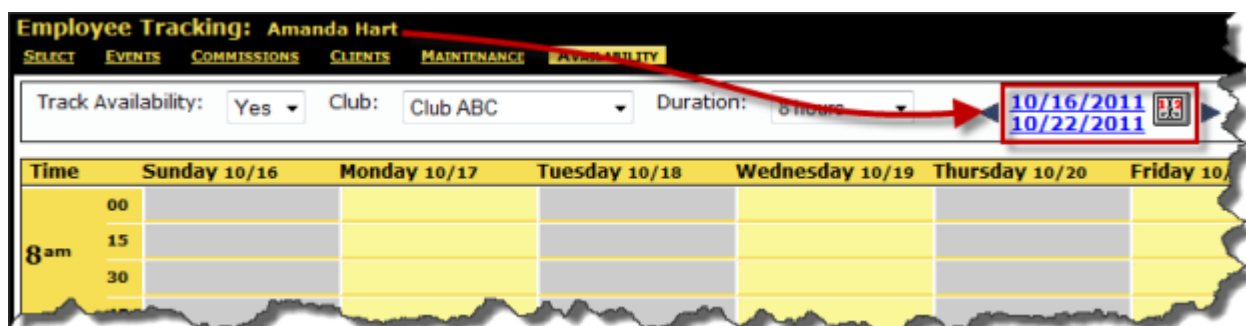 Employee Tracking: Amanda Hart
SELECT EVENTS COMMISSIONS CLIENTS MAINTENANCE AVAILABILITY
Track Availability: Yes Club: Club ABC Duration: 8 hours 10/16/2011
10/22/2011
Time Sunday 10/16 Monday 10/17 Tuesday 10/18 Wednesday 10/19 Thursday 10/20 Friday 10/
00
15
8am
30